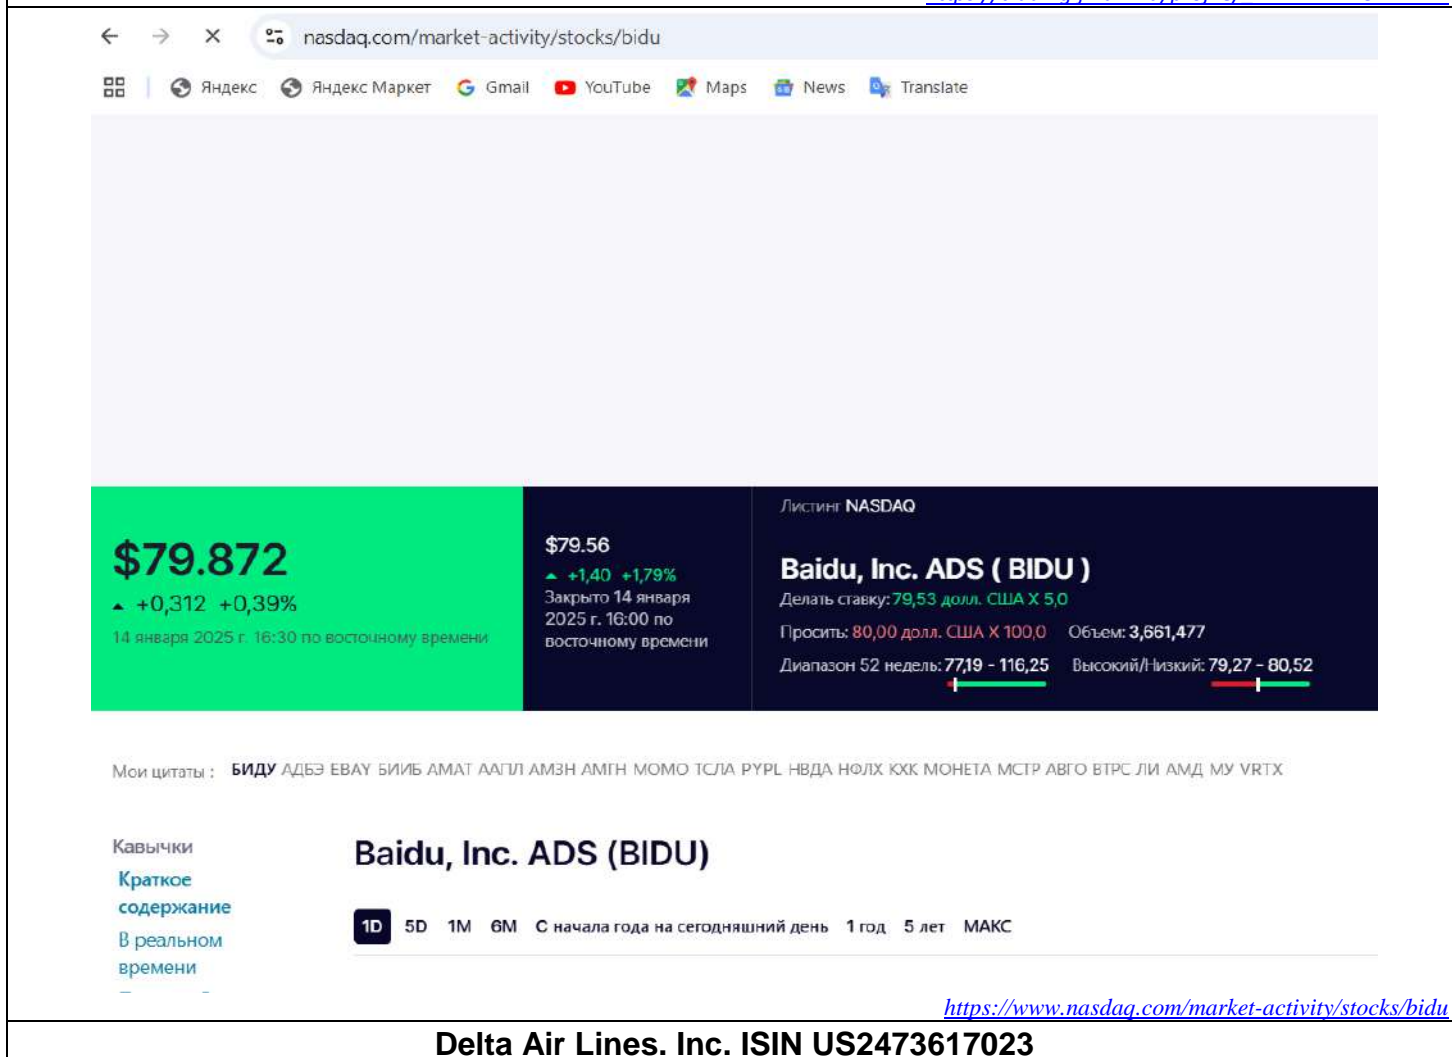 nasdaq.com/market-activity/stocks/bidu
Яндекс Яндекс Маркет Gmail YouTube Maps News Translate
$79.872
+0,312 +0,39%
14 января 2025 г. 16:30 по восточному времени
$79.56
+1,40 +1,79%
Закрыто 14 января
2025 г. 16:00 по
восточному времени
Листинг NASDAQ
Baidu, Inc. ADS ( BIDU )
Делать ставку: 79,53 долл. США X 5,0
Просить: 80,00 долл. США X 100,0 Объем: 3,661,477
Диапазон 52 недель: 77,19 - 116,25 Высокий/Низкий: 79,27 - 80,52
Мои цитаты : БИДУ АДБЭ EBAY БИИБ АМАТ ААПЛ АМЗН АМГН МОМО ТСЛА PYPL НВДА НФЛХ КХК МОНЕТА МСТР АВГО ВТРС ЛИ АМД МУ VRTX
Кавычки
Краткое
содержание
В реальном
времени
Baidu, Inc. ADS (BIDU)
1D 5D 1M 6M С начала года на сегодняшний день 1 год 5 лет МАКС
https://www.nasdaq.com/market-activity/stocks/bidu
Delta Air Lines, Inc. ISIN US2473617023